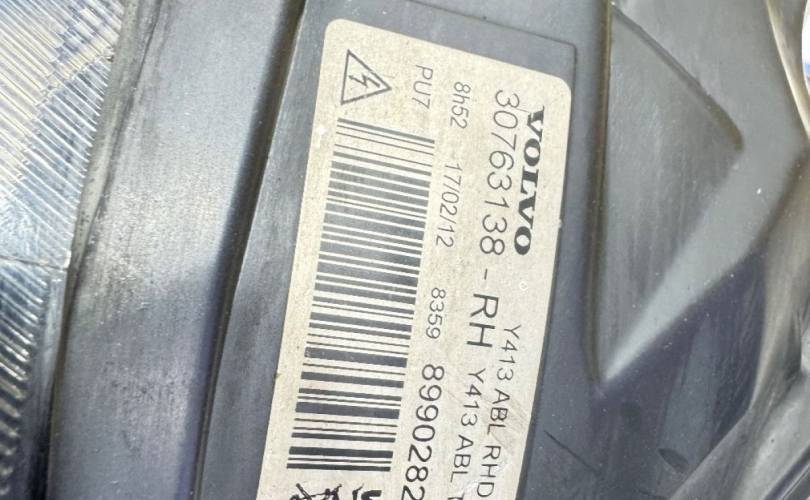 VOLVO
Y413 ABL RHD
30763138 - RH Y413 ABL
8h52 17/02/12 8359 8990282
PU7